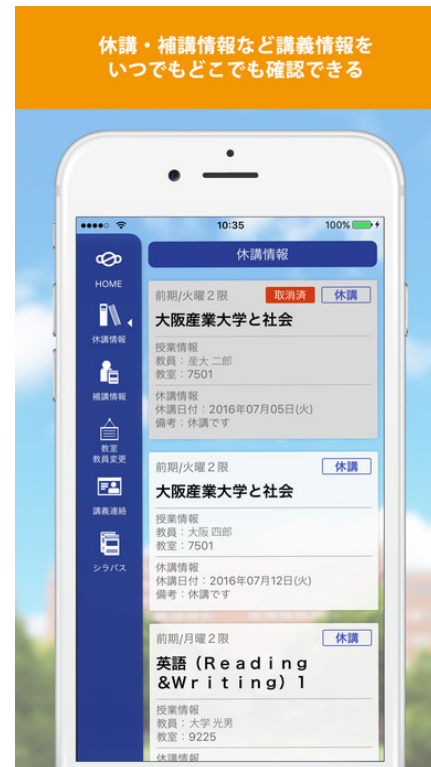 休講・補講情報など講義情報を
いつでもどこでも確認できる
10:35
100%
休講情報
HOME
休講情報
補講情報
教室
教員変更
講義連絡
シラバス
前期/火曜2限
取消済
休講
大阪産業大学と社会
授業情報
教員：産大 二郎
教室：7501
休講情報
休講日付：2016年07月05日(火)
備考：休講です
前期/火曜2限
休講
大阪産業大学と社会
授業情報
教員：大阪 四郎
教室：7501
休講情報
休講日付：2016年07月12日(火)
備考：休講です
前期/月曜2限
休講
英語（Ｒｅａｄｉｎｇ
＆Ｗｒｉｔｉｎｇ）１
授業情報
教員：大学 光男
教室：9225
休講情報